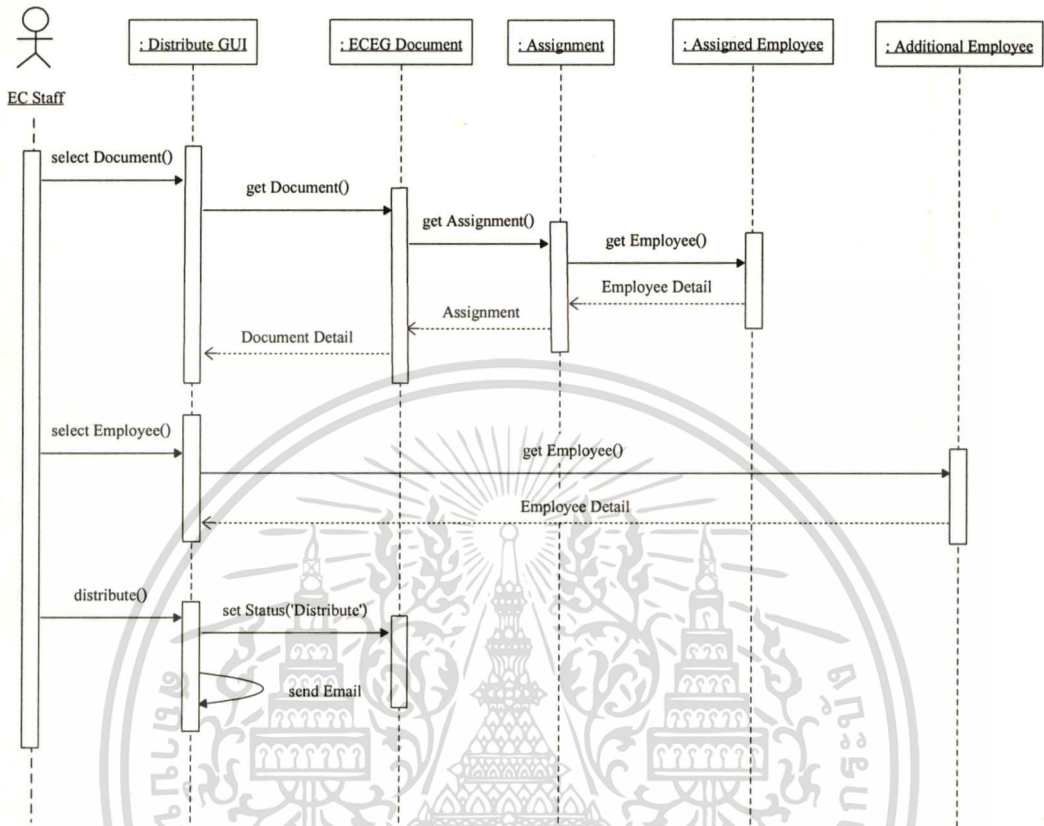 : Distribute GUI
: ECEG Document
: Assignment
: Assigned Employee
: Additional Employee
EC Staff
select Document()
get Document()
get Assignment()
get Employee()
Employee Detail
Assignment
Document Detail
select Employee()
get Employee()
Employee Detail
distribute()
set Status('Distribute')
send Email